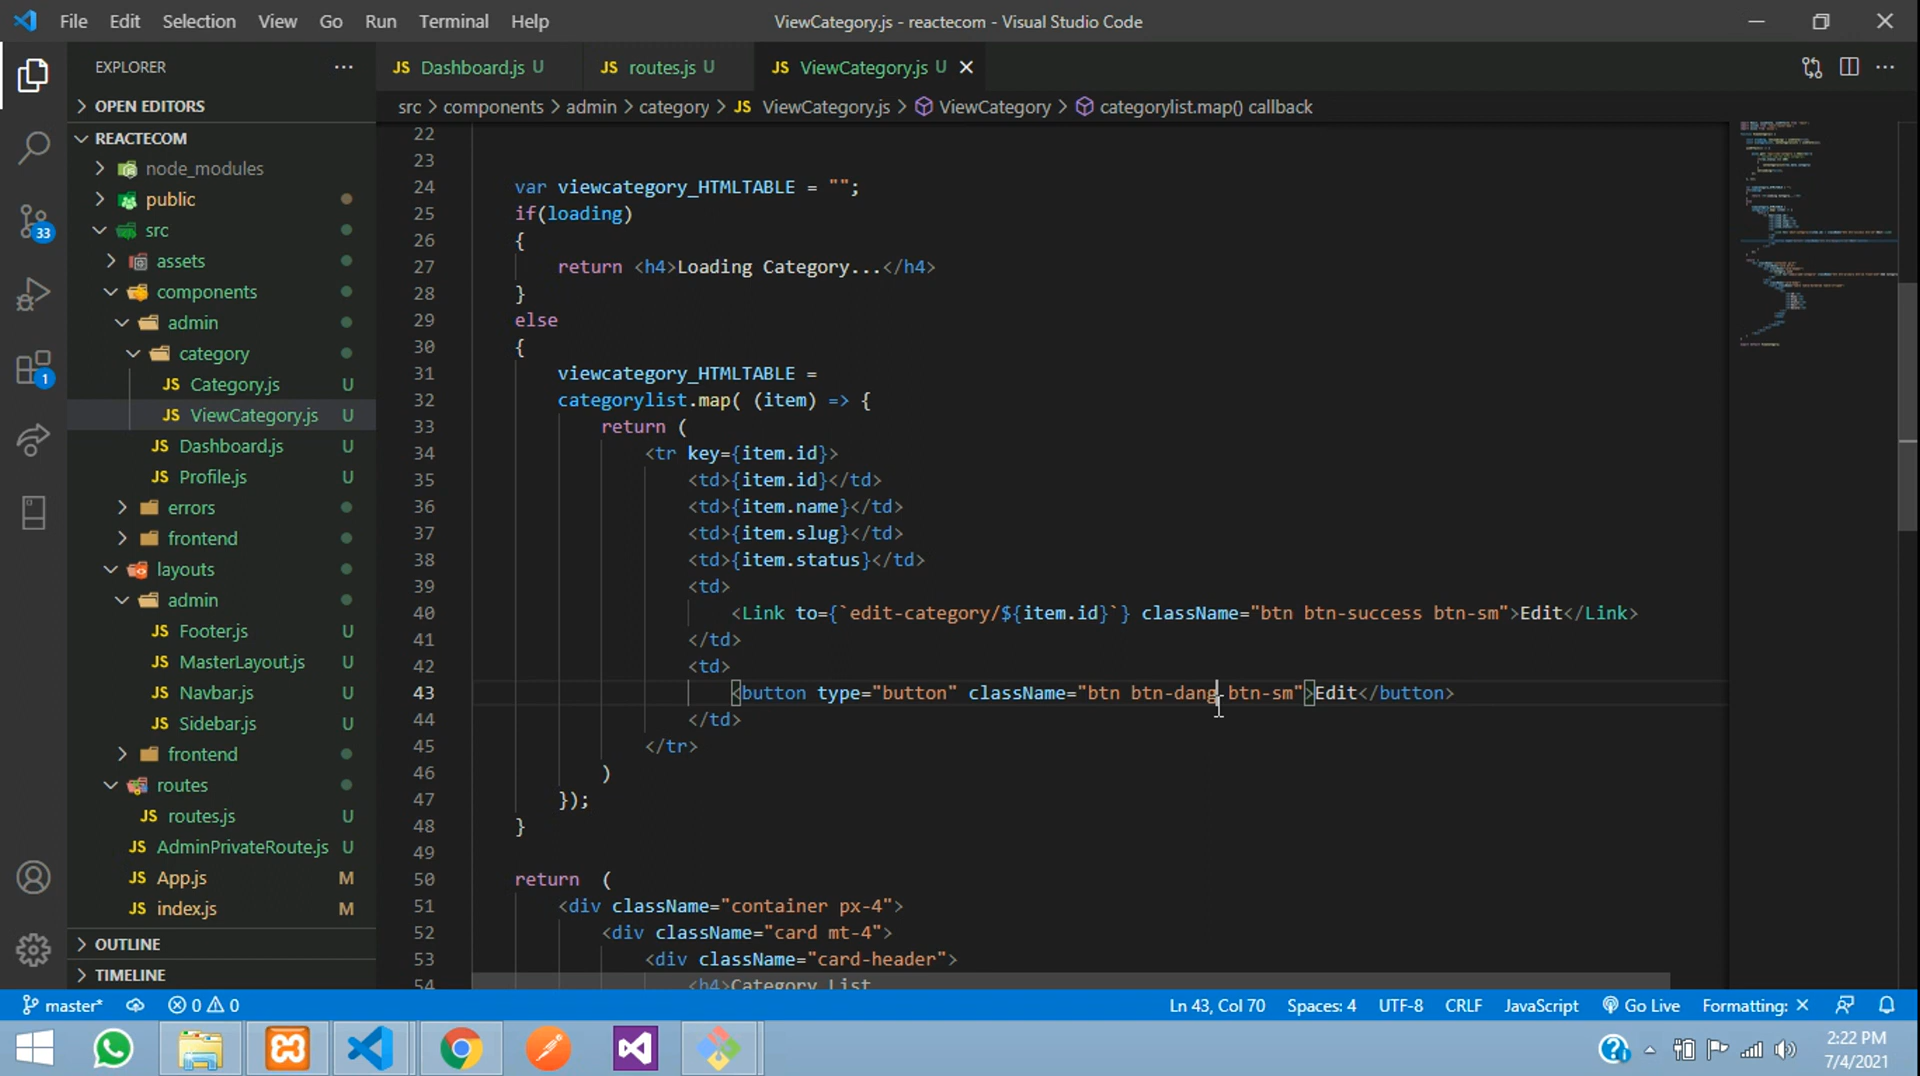 File Edit Selection View Go Run Terminal Help ViewCategory.js - reactecom - Visual Studio Code
EXPLORER
OPEN EDITORS
REACTECOM
node_modules
public
src
assets
components
admin
category
JS Category.js U
JS ViewCategory.js U
JS Dashboard.js U
JS Profile.js U
errors
frontend
layouts
admin
JS Footer.js U
JS MasterLayout.js U
JS Navbar.js U
JS Sidebar.js U
frontend
routes
JS routes.js U
JS AdminPrivateRoute.js U
JS App.js M
JS index.js M
OUTLINE
TIMELINE
33
1
JS Dashboard.js U JS routes.js U JS ViewCategory.js U
src > components > admin > category > JS ViewCategory.js > ViewCategory > categorylist.map() callback
22
23
24 var viewcategory_HTMLTABLE = "";
25 if(loading)
26 {
27 return <h4>Loading Category...</h4>
28 }
29 else
30 {
31 viewcategory_HTMLTABLE =
32 categorylist.map( (item) => {
33 return (
34 <tr key={item.id}>
35 <td>{item.id}</td>
36 <td>{item.name}</td>
37 <td>{item.slug}</td>
38 <td>{item.status}</td>
39 <td>
40 <Link to={`edit-category/${item.id}`} className="btn btn-success btn-sm">Edit</Link>
41 </td>
42 <td>
43 <button type="button" className="btn btn-dang btn-sm">Edit</button>
44 </td>
45 </tr>
46 )
47 });
48 }
49
50 return (
51 <div className="container px-4">
52 <div className="card mt-4">
53 <div className="card-header">
54 <h4>Category List
master* 0 0 Ln 43, Col 70 Spaces: 4 UTF-8 CRLF JavaScript Go Live Formatting: ×
2:22 PM
7/4/2021